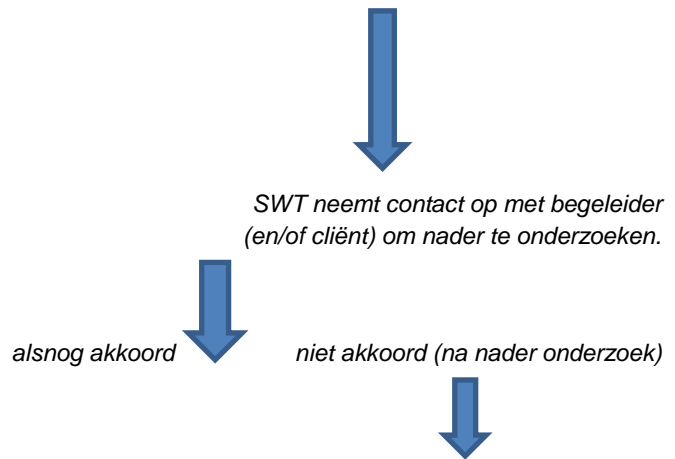 SWT neemt contact op met begeleider
(en/of cliënt) om nader te onderzoeken.
alsnog akkoord niet akkoord (na nader onderzoek)